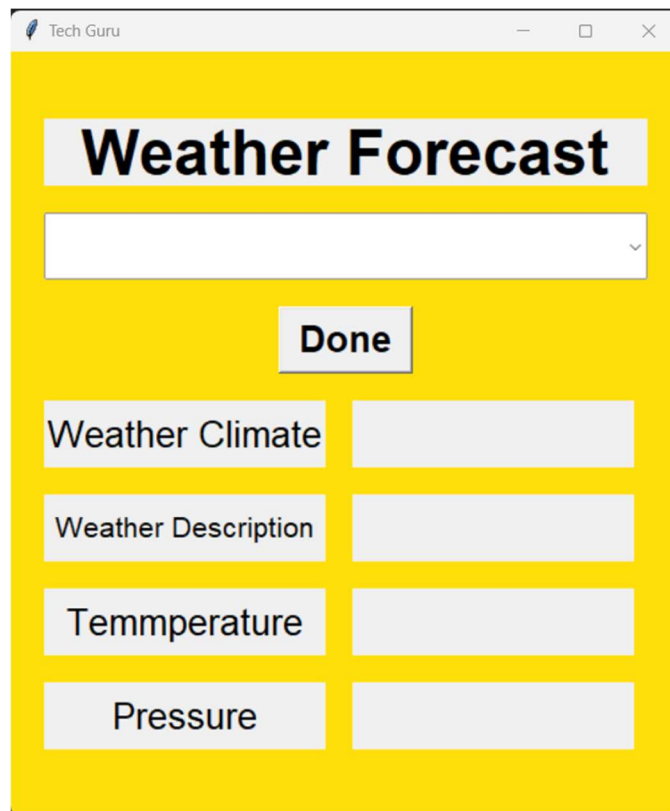 Tech Guru
Weather Forecast
Done
Weather Climate
Weather Description
Temmperature
Pressure